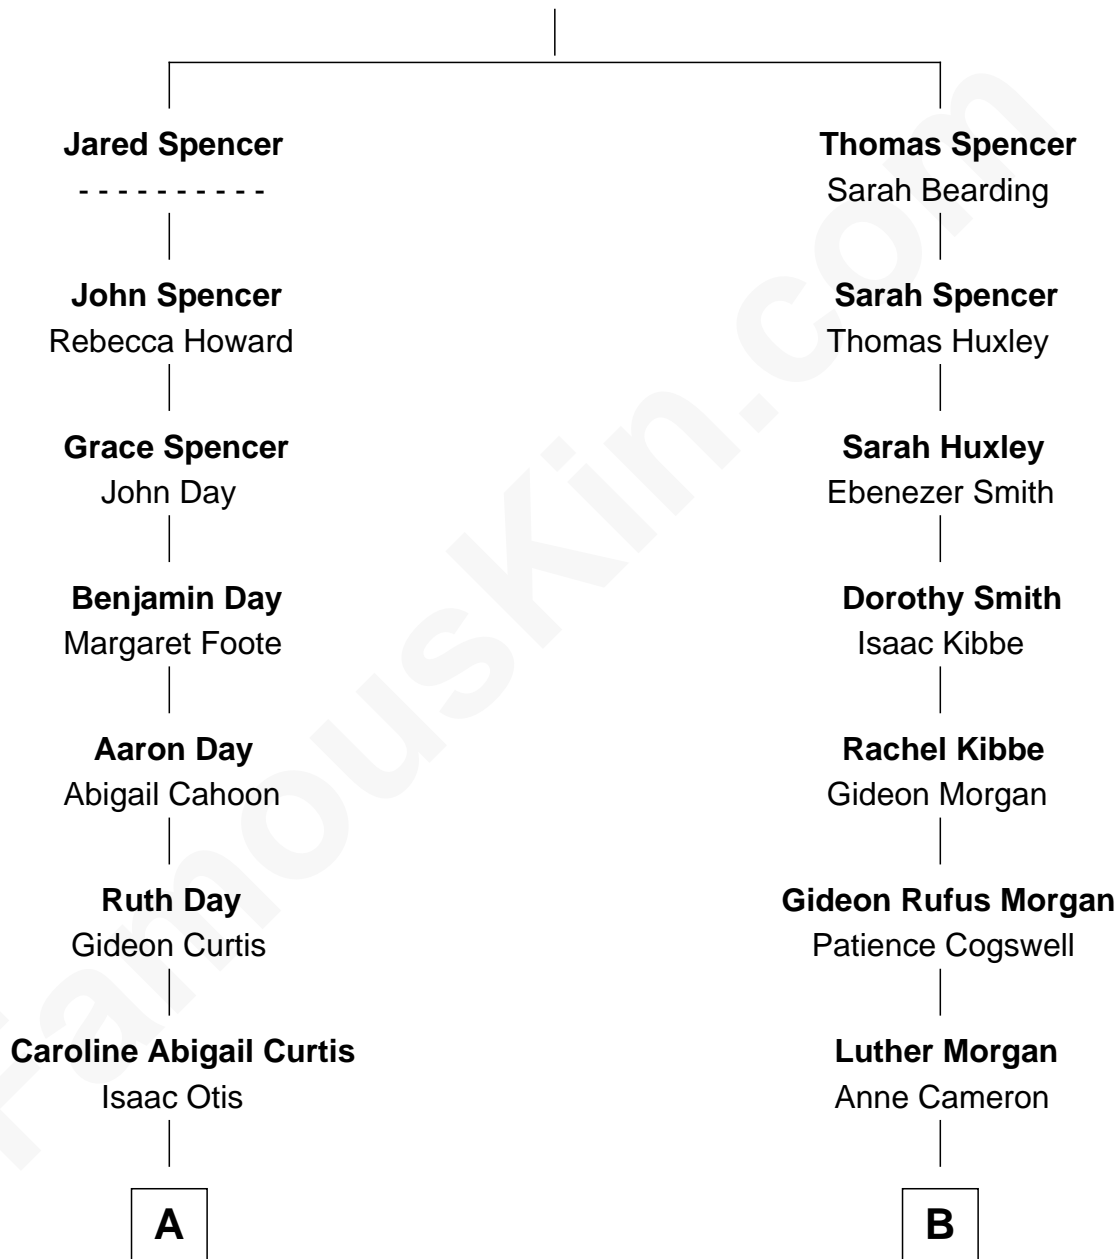 Jared Spencer
- - - - - - - - - -
John Spencer
Rebecca Howard
Grace Spencer
John Day
Benjamin Day
Margaret Foote
Aaron Day
Abigail Cahoon
Ruth Day
Gideon Curtis
Caroline Abigail Curtis
Isaac Otis
A
Thomas Spencer
Sarah Bearding
Sarah Spencer
Thomas Huxley
Sarah Huxley
Ebenezer Smith
Dorothy Smith
Isaac Kibbe
Rachel Kibbe
Gideon Morgan
Gideon Rufus Morgan
Patience Cogswell
Luther Morgan
Anne Cameron
B
FamousKin.com